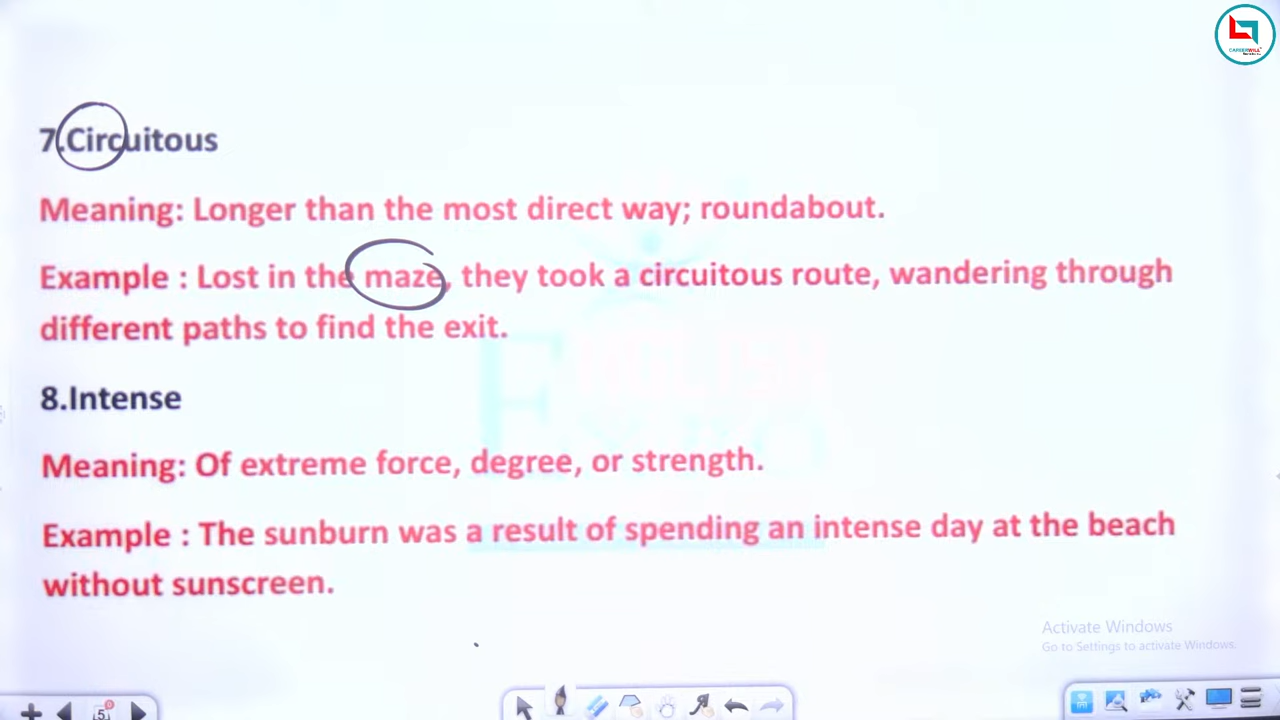 CAREERWILL
7.Circuitous
Meaning: Longer than the most direct way; roundabout.
Example : Lost in the maze, they took a circuitous route, wandering through
different paths to find the exit.
8.Intense
Meaning: Of extreme force, degree, or strength.
Example : The sunburn was a result of spending an intense day at the beach
without sunscreen.
Activate Windows
Go to Settings to activate Windows.
5